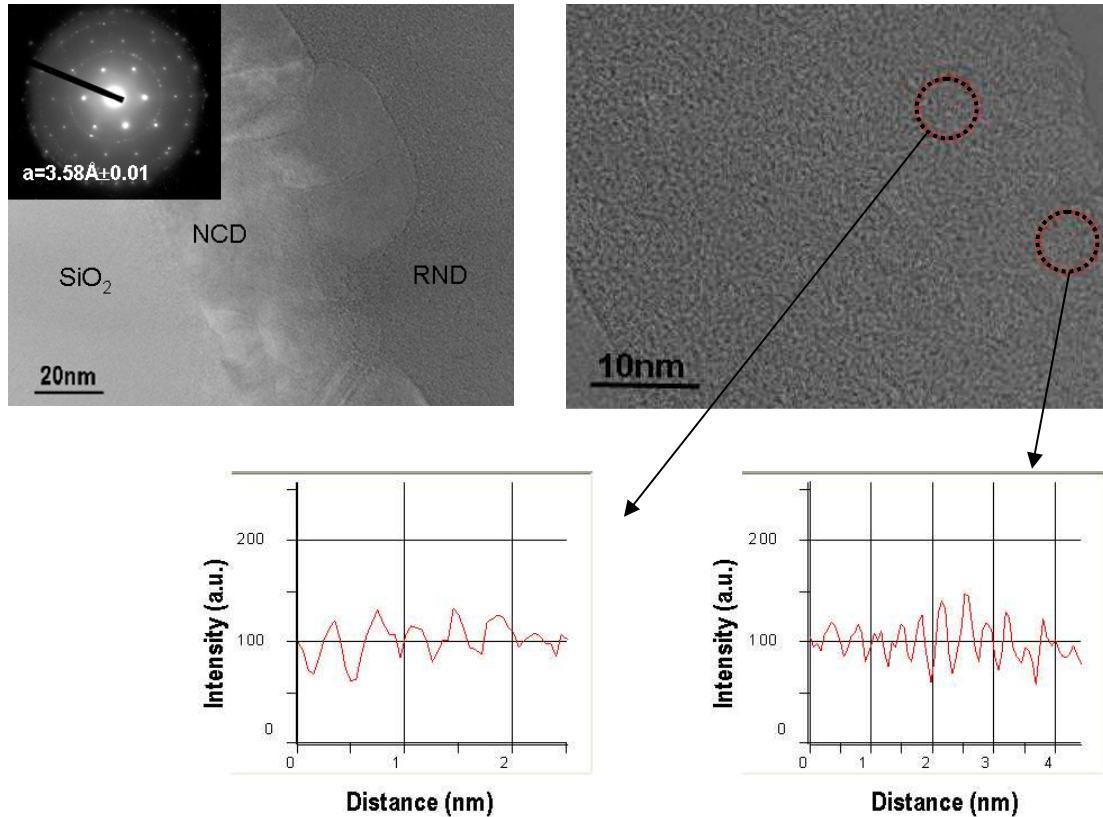 a=3.58Å±0.01
NCD
SiO₂
RND
20nm
10nm
Intensity (a.u.)
200
100
0
0 1 2
Distance (nm)
Intensity (a.u.)
200
100
0
0 1 2 3 4
Distance (nm)